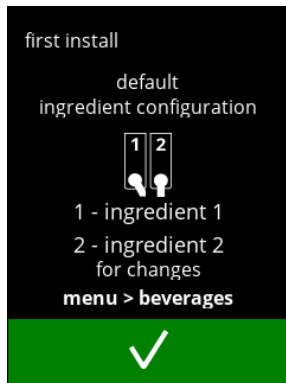 first install
default
ingredient configuration
1 2
1 - ingredient 1
2 - ingredient 2
for changes
menu > beverages